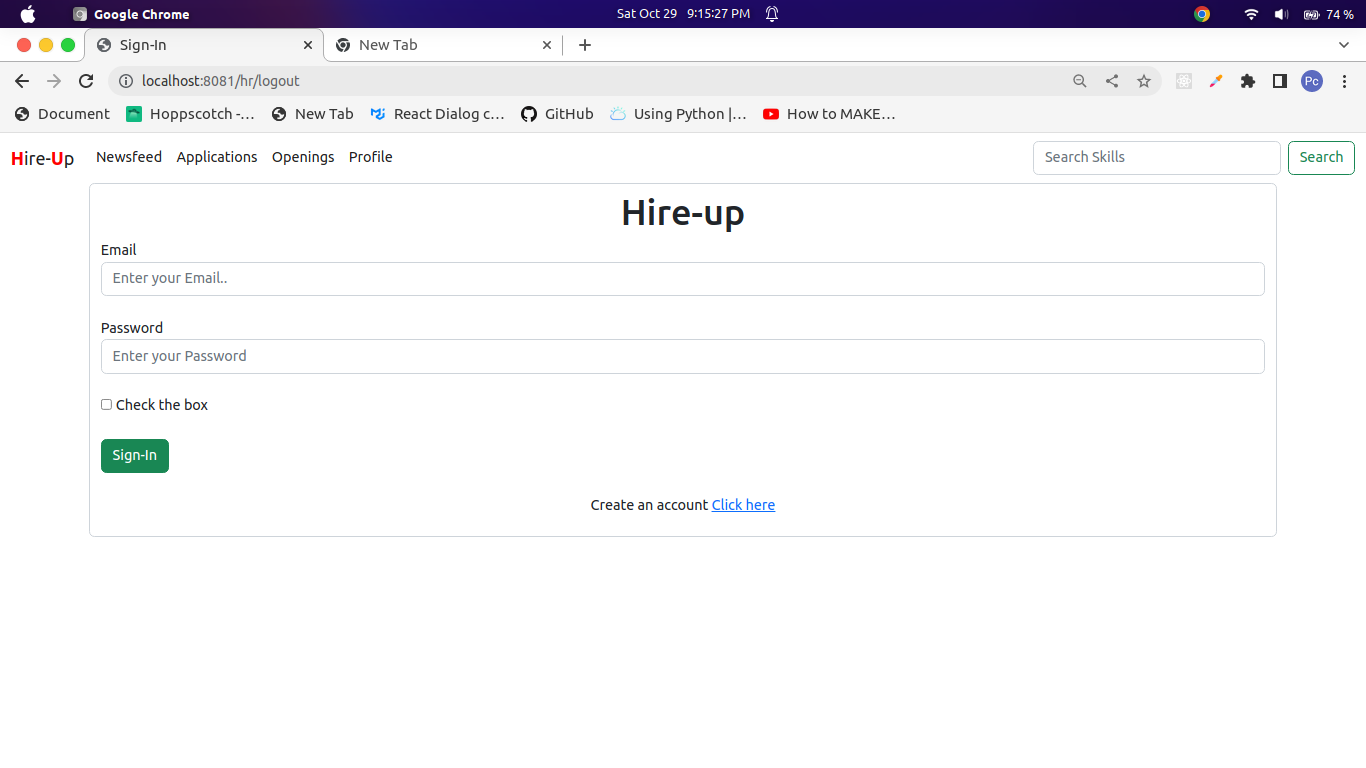 Google Chrome Sat Oct 29 9:15:27 PM 74 %
Sign-In New Tab
localhost:8081/hr/logout Pc
Document Hoppscotch -... New Tab React Dialog c... GitHub Using Python |... How to MAKE...
Hire-Up Newsfeed Applications Openings Profile Search Skills Search
Hire-up
Email
Enter your Email..
Password
Enter your Password
Check the box
Sign-In
Create an account Click here